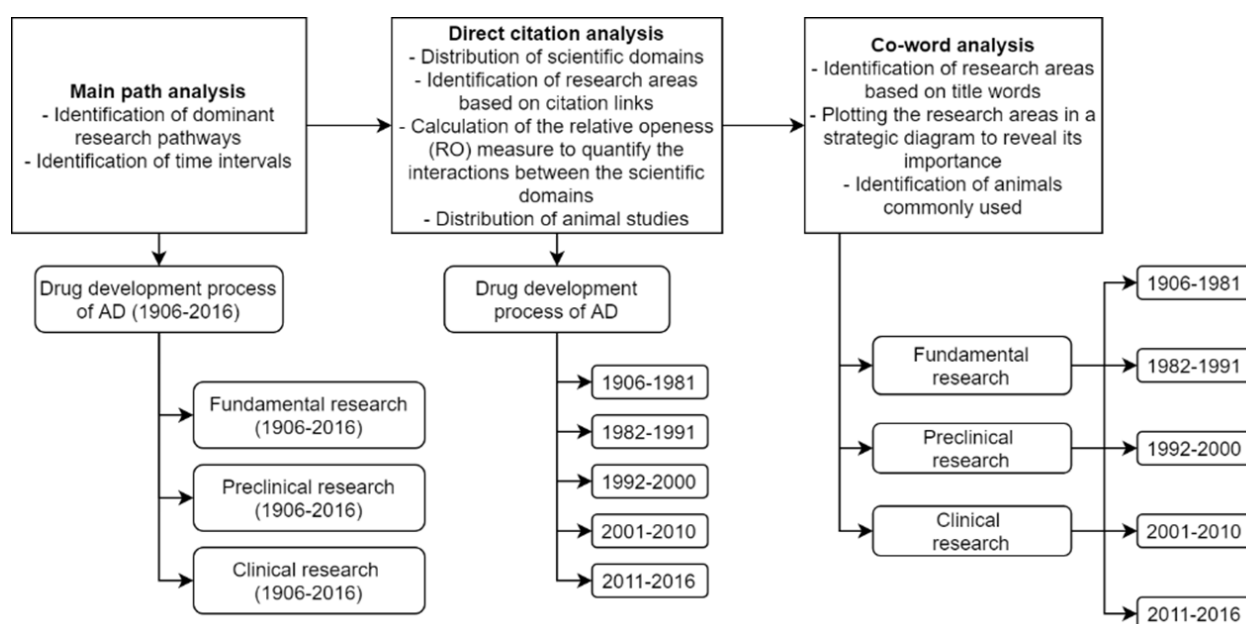 Main path analysis
- Identification of dominant
research pathways
- Identification of time intervals
Direct citation analysis
- Distribution of scientific domains
- Identification of research areas
based on citation links
- Calculation of the relative openess
(RO) measure to quantify the
interactions between the scientific
domains
- Distribution of animal studies
Co-word analysis
- Identification of research areas
based on title words
- Plotting the research areas in a
strategic diagram to reveal its
importance
- Identification of animals
commonly used
Drug development process
of AD (1906-2016)
Fundamental research
(1906-2016)
Preclinical research
(1906-2016)
Clinical research
(1906-2016)
Drug development
process of AD
1906-1981
1982-1991
1992-2000
2001-2010
2011-2016
Fundamental
research
Preclinical
research
Clinical
research
1906-1981
1982-1991
1992-2000
2001-2010
2011-2016